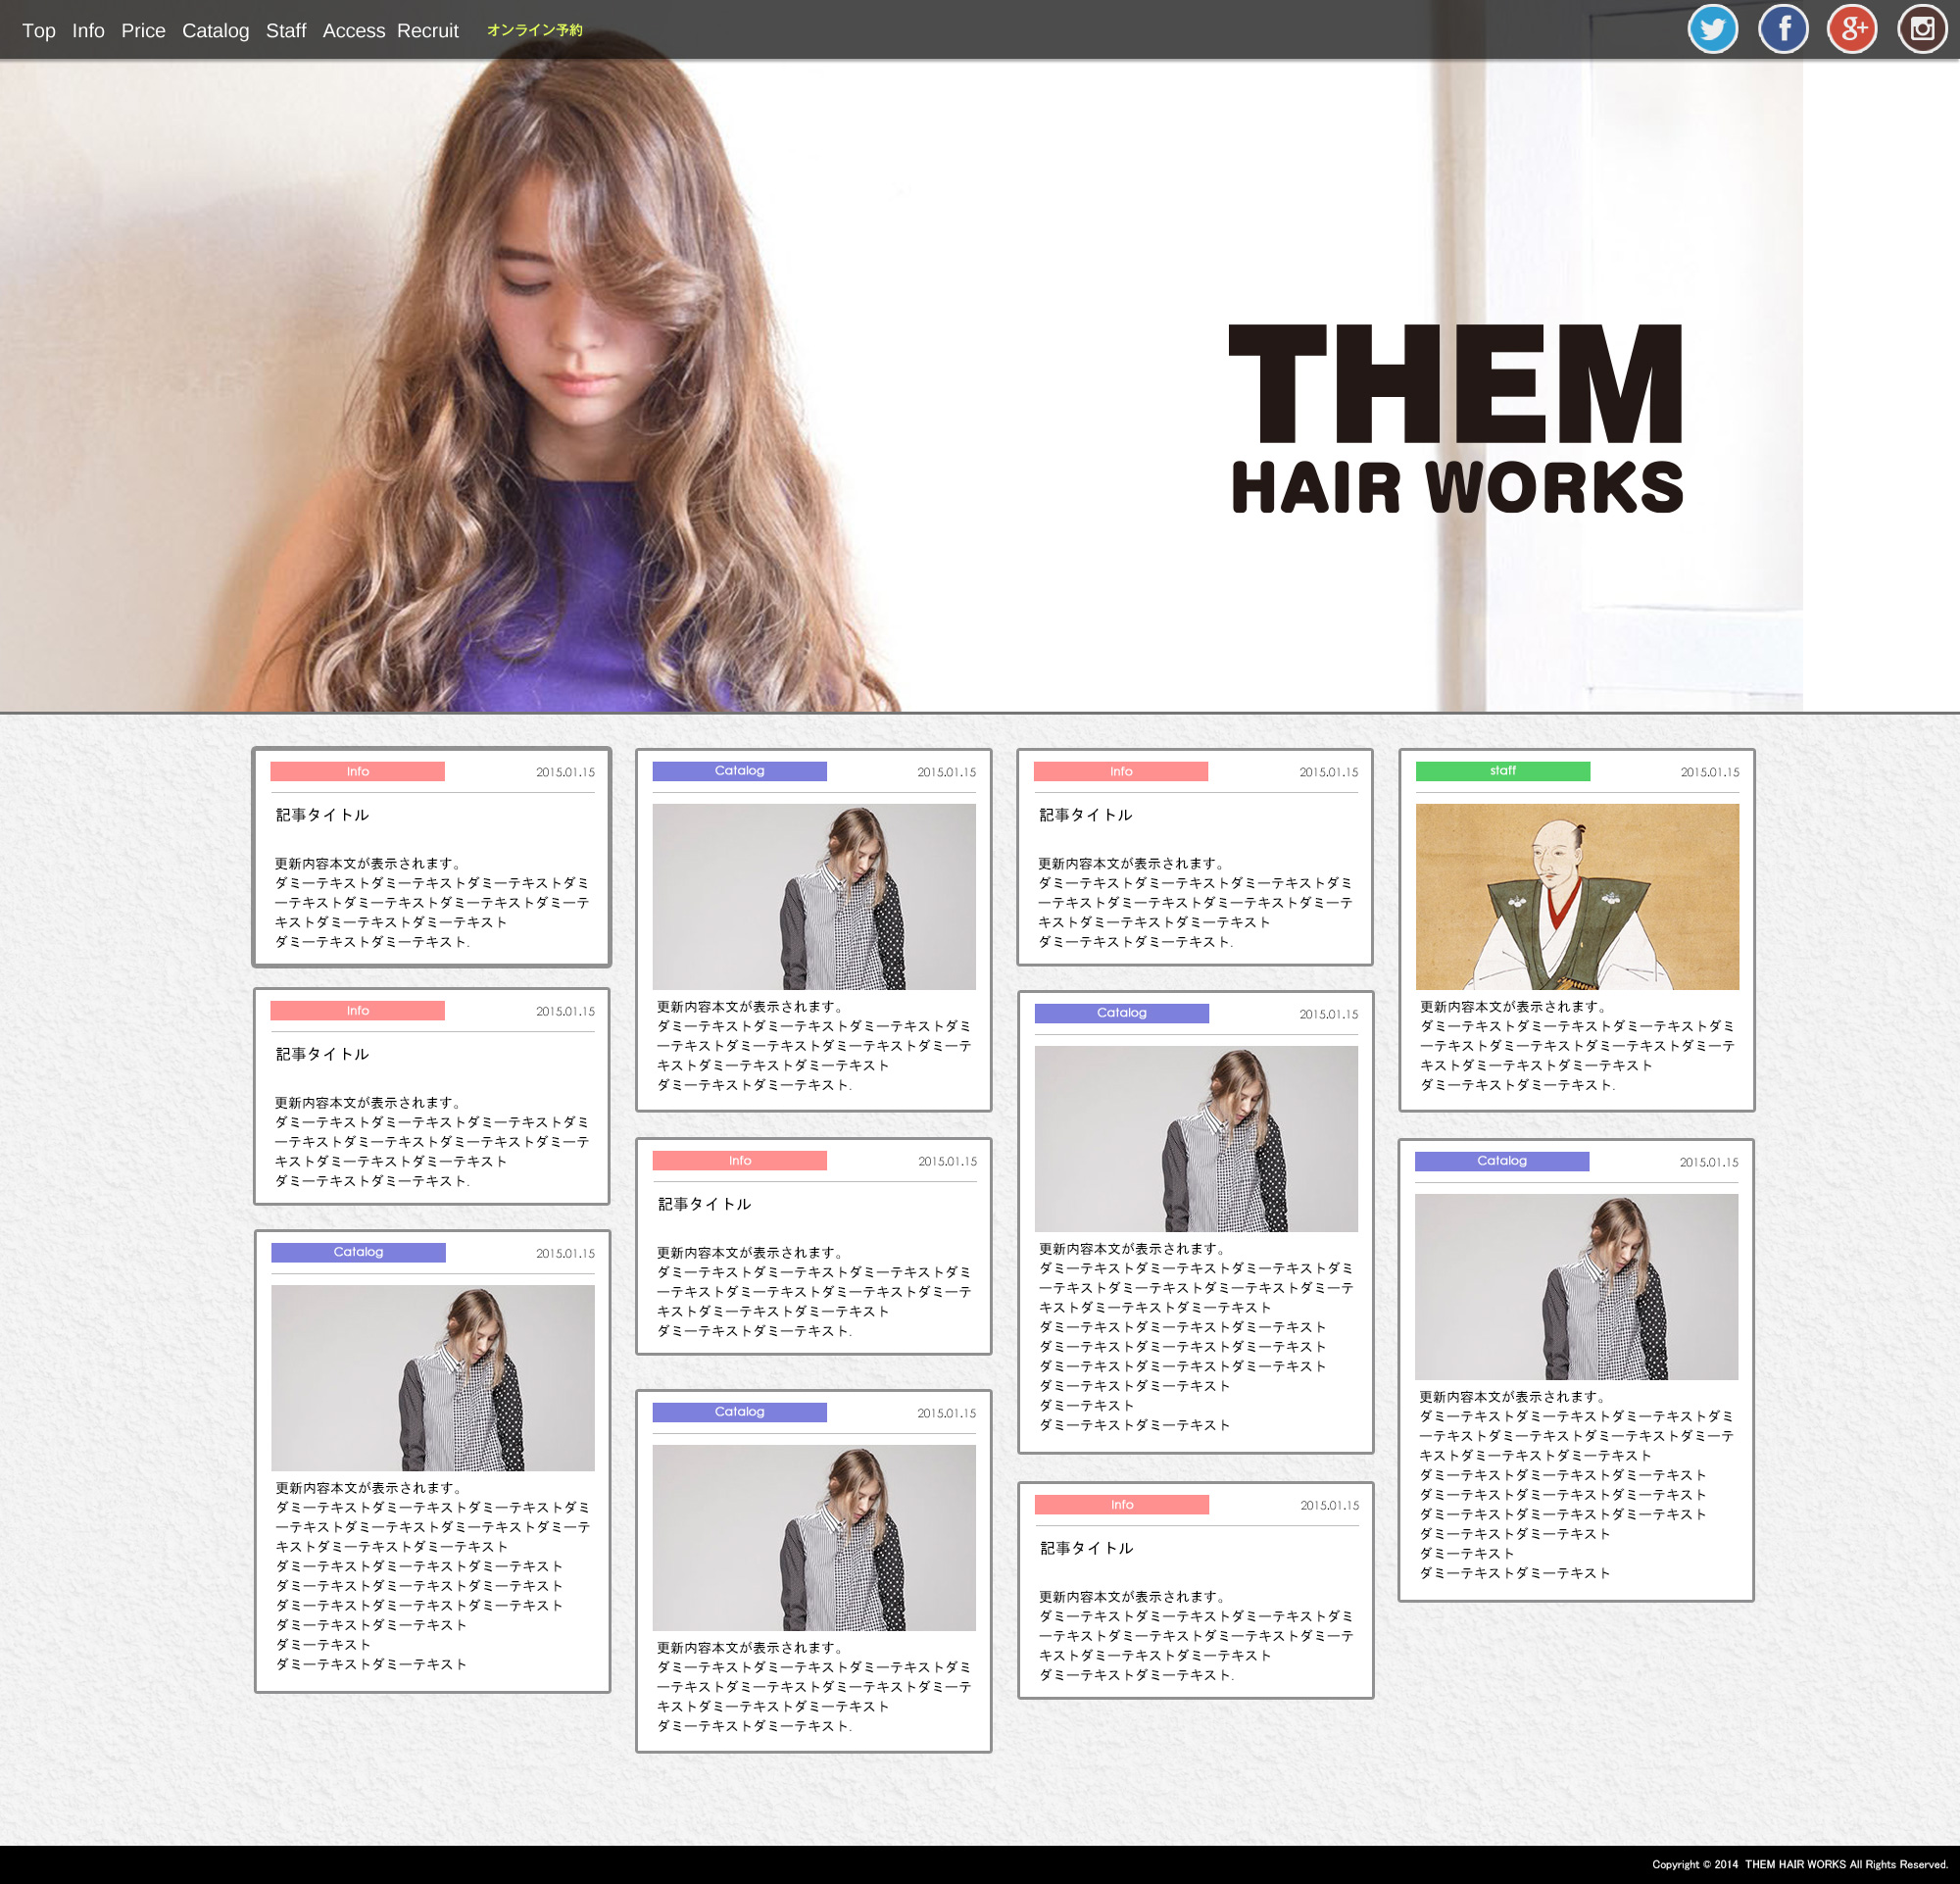 Top Info Price Catalog Staff Access Recruit オンライン予約
THEM
HAIR WORKS
Info 2015.01.15
記事タイトル
更新内容本文が表示されます。
ダミーテキストダミーテキストダミーテキストダミ
ーテキストダミーテキストダミーテキストダミーテ
キストダミーテキストダミーテキスト
ダミーテキストダミーテキスト.
Info 2015.01.15
記事タイトル
更新内容本文が表示されます。
ダミーテキストダミーテキストダミーテキストダミ
ーテキストダミーテキストダミーテキストダミーテ
キストダミーテキストダミーテキスト
ダミーテキストダミーテキスト.
Catalog 2015.01.15
更新内容本文が表示されます。
ダミーテキストダミーテキストダミーテキストダミ
ーテキストダミーテキストダミーテキストダミーテ
キストダミーテキストダミーテキスト
ダミーテキストダミーテキストダミーテキスト
ダミーテキストダミーテキストダミーテキスト
ダミーテキストダミーテキストダミーテキスト
ダミーテキストダミーテキスト
ダミーテキスト
ダミーテキストダミーテキスト
Catalog 2015.01.15
更新内容本文が表示されます。
ダミーテキストダミーテキストダミーテキストダミ
ーテキストダミーテキストダミーテキストダミーテ
キストダミーテキストダミーテキスト
ダミーテキストダミーテキスト.
Info 2015.01.15
記事タイトル
更新内容本文が表示されます。
ダミーテキストダミーテキストダミーテキストダミ
ーテキストダミーテキストダミーテキストダミーテ
キストダミーテキストダミーテキスト
ダミーテキストダミーテキスト.
Catalog 2015.01.15
更新内容本文が表示されます。
ダミーテキストダミーテキストダミーテキストダミ
ーテキストダミーテキストダミーテキストダミーテ
キストダミーテキストダミーテキスト
ダミーテキストダミーテキスト.
Info 2015.01.15
記事タイトル
更新内容本文が表示されます。
ダミーテキストダミーテキストダミーテキストダミ
ーテキストダミーテキストダミーテキストダミーテ
キストダミーテキストダミーテキスト
ダミーテキストダミーテキスト.
Catalog 2015.01.15
更新内容本文が表示されます。
ダミーテキストダミーテキストダミーテキストダミ
ーテキストダミーテキストダミーテキストダミーテ
キストダミーテキストダミーテキスト
ダミーテキストダミーテキストダミーテキスト
ダミーテキストダミーテキストダミーテキスト
ダミーテキストダミーテキストダミーテキスト
ダミーテキストダミーテキスト
ダミーテキスト
ダミーテキストダミーテキスト
Info 2015.01.15
記事タイトル
更新内容本文が表示されます。
ダミーテキストダミーテキストダミーテキストダミ
ーテキストダミーテキストダミーテキストダミーテ
キストダミーテキストダミーテキスト
ダミーテキストダミーテキスト.
staff 2015.01.15
更新内容本文が表示されます。
ダミーテキストダミーテキストダミーテキストダミ
ーテキストダミーテキストダミーテキストダミーテ
キストダミーテキストダミーテキスト
ダミーテキストダミーテキスト.
Catalog 2015.01.15
更新内容本文が表示されます。
ダミーテキストダミーテキストダミーテキストダミ
ーテキストダミーテキストダミーテキストダミーテ
キストダミーテキストダミーテキスト
ダミーテキストダミーテキストダミーテキスト
ダミーテキストダミーテキストダミーテキスト
ダミーテキストダミーテキストダミーテキスト
ダミーテキストダミーテキスト
ダミーテキスト
ダミーテキストダミーテキスト
Copyright © 2014 THEM HAIR WORKS All Rights Reserved.